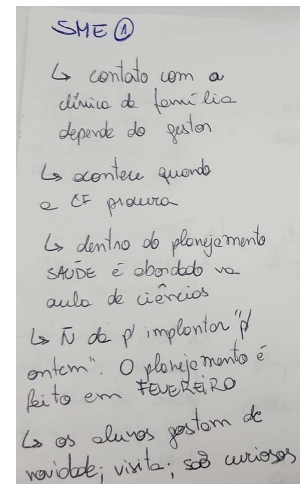 SME ①
↳ contato com a
clínica da família
depende do gestor
↳ acontece quando
a CF procura
↳ dentro do planejamento
SAÚDE é abordado na
aula de ciências
↳ Ñ dá p/ implantar "p/
ontem". O planejamento é
feito em FEVEREIRO
↳ os alunos gostam de
novidade; visita; são curiosos